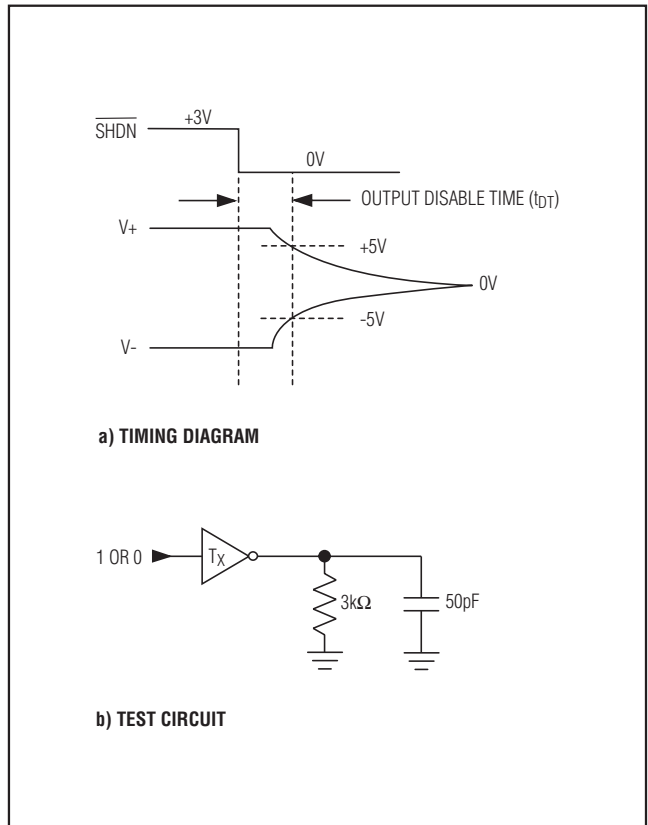 +3V
SHDN
0V
OUTPUT DISABLE TIME (tDT)
V+
+5V
0V
-5V
V-
a) TIMING DIAGRAM
1 OR 0
TX
3kΩ
50pF
b) TEST CIRCUIT